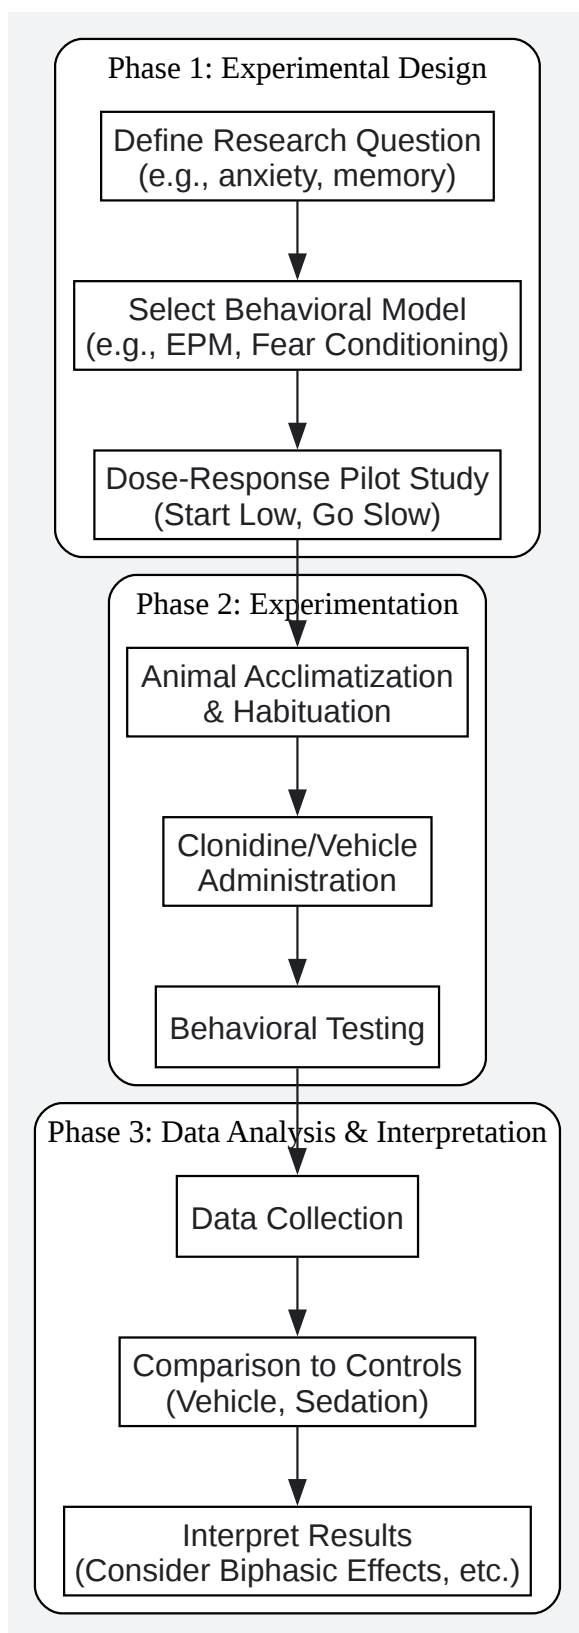 Phase 1: Experimental Design
Define Research Question
(e.g., anxiety, memory)
Select Behavioral Model
(e.g., EPM, Fear Conditioning)
Dose-Response Pilot Study
(Start Low, Go Slow)
Phase 2: Experimentation
Animal Acclimatization
& Habituation
Clonidine/Vehicle
Administration
Behavioral Testing
Phase 3: Data Analysis & Interpretation
Data Collection
Comparison to Controls
(Vehicle, Sedation)
Interpret Results
(Consider Biphasic Effects, etc.)